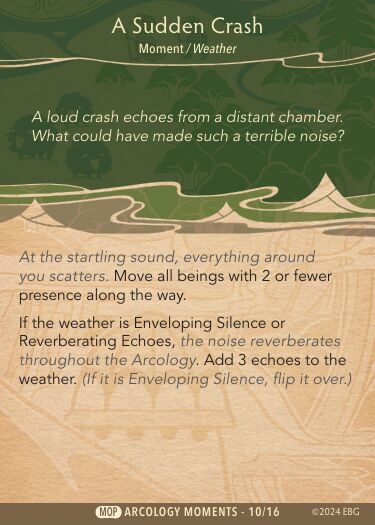 A Sudden Crash
Moment / Weather
A loud crash echoes from a distant chamber.
What could have made such a terrible noise?
At the startling sound, everything around
you scatters. Move all beings with 2 or fewer
presence along the way.
If the weather is Enveloping Silence or
Reverberating Echoes, the noise reverberates
throughout the Arcology. Add 3 echoes to the
weather. (If it is Enveloping Silence, flip it over.)
MOP ARCOLOGY MOMENTS - 10/16 ©2024 EBG